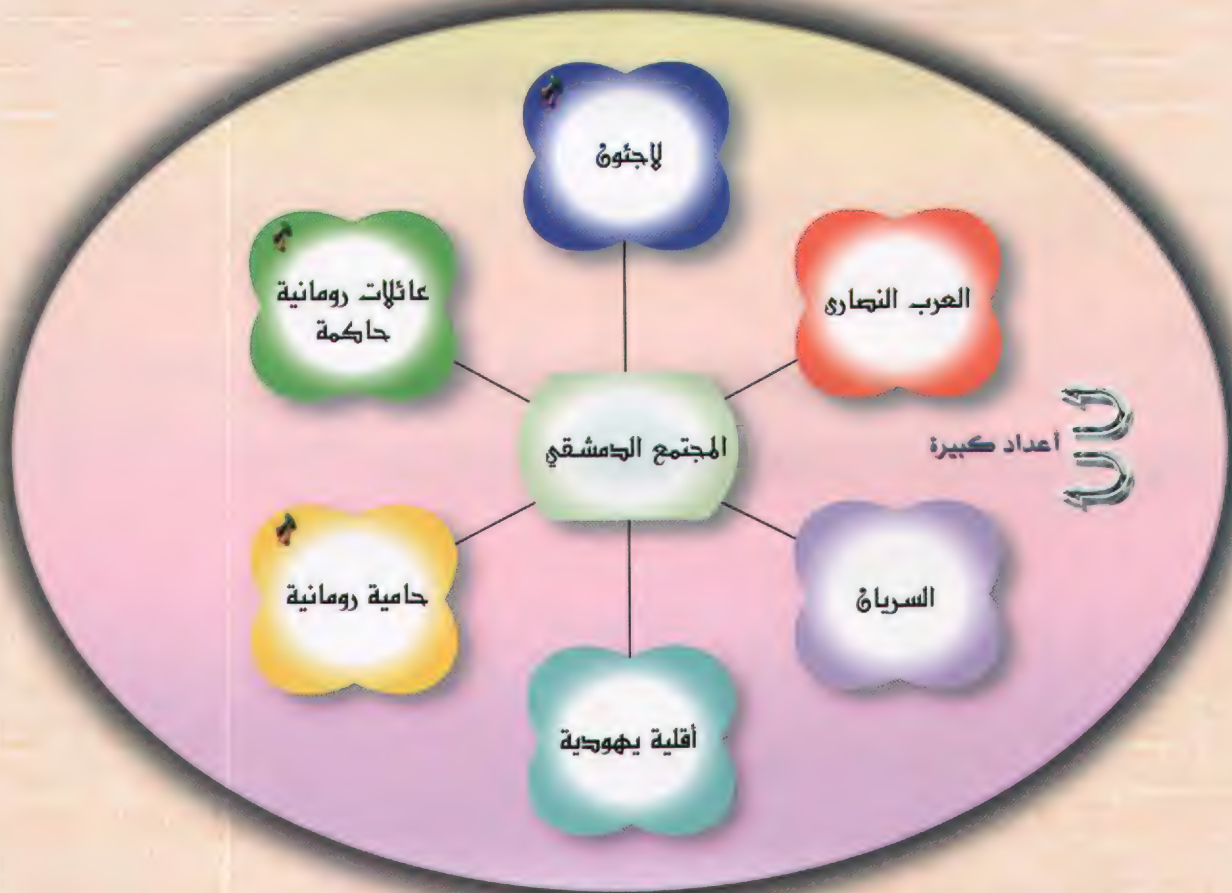 لاجئون
العرب النصارى
عائلات رومانية
حاكمة
المجتمع الدمشقي
أعداد كبيرة
السريان
حامية رومانية
أقلية يهودية